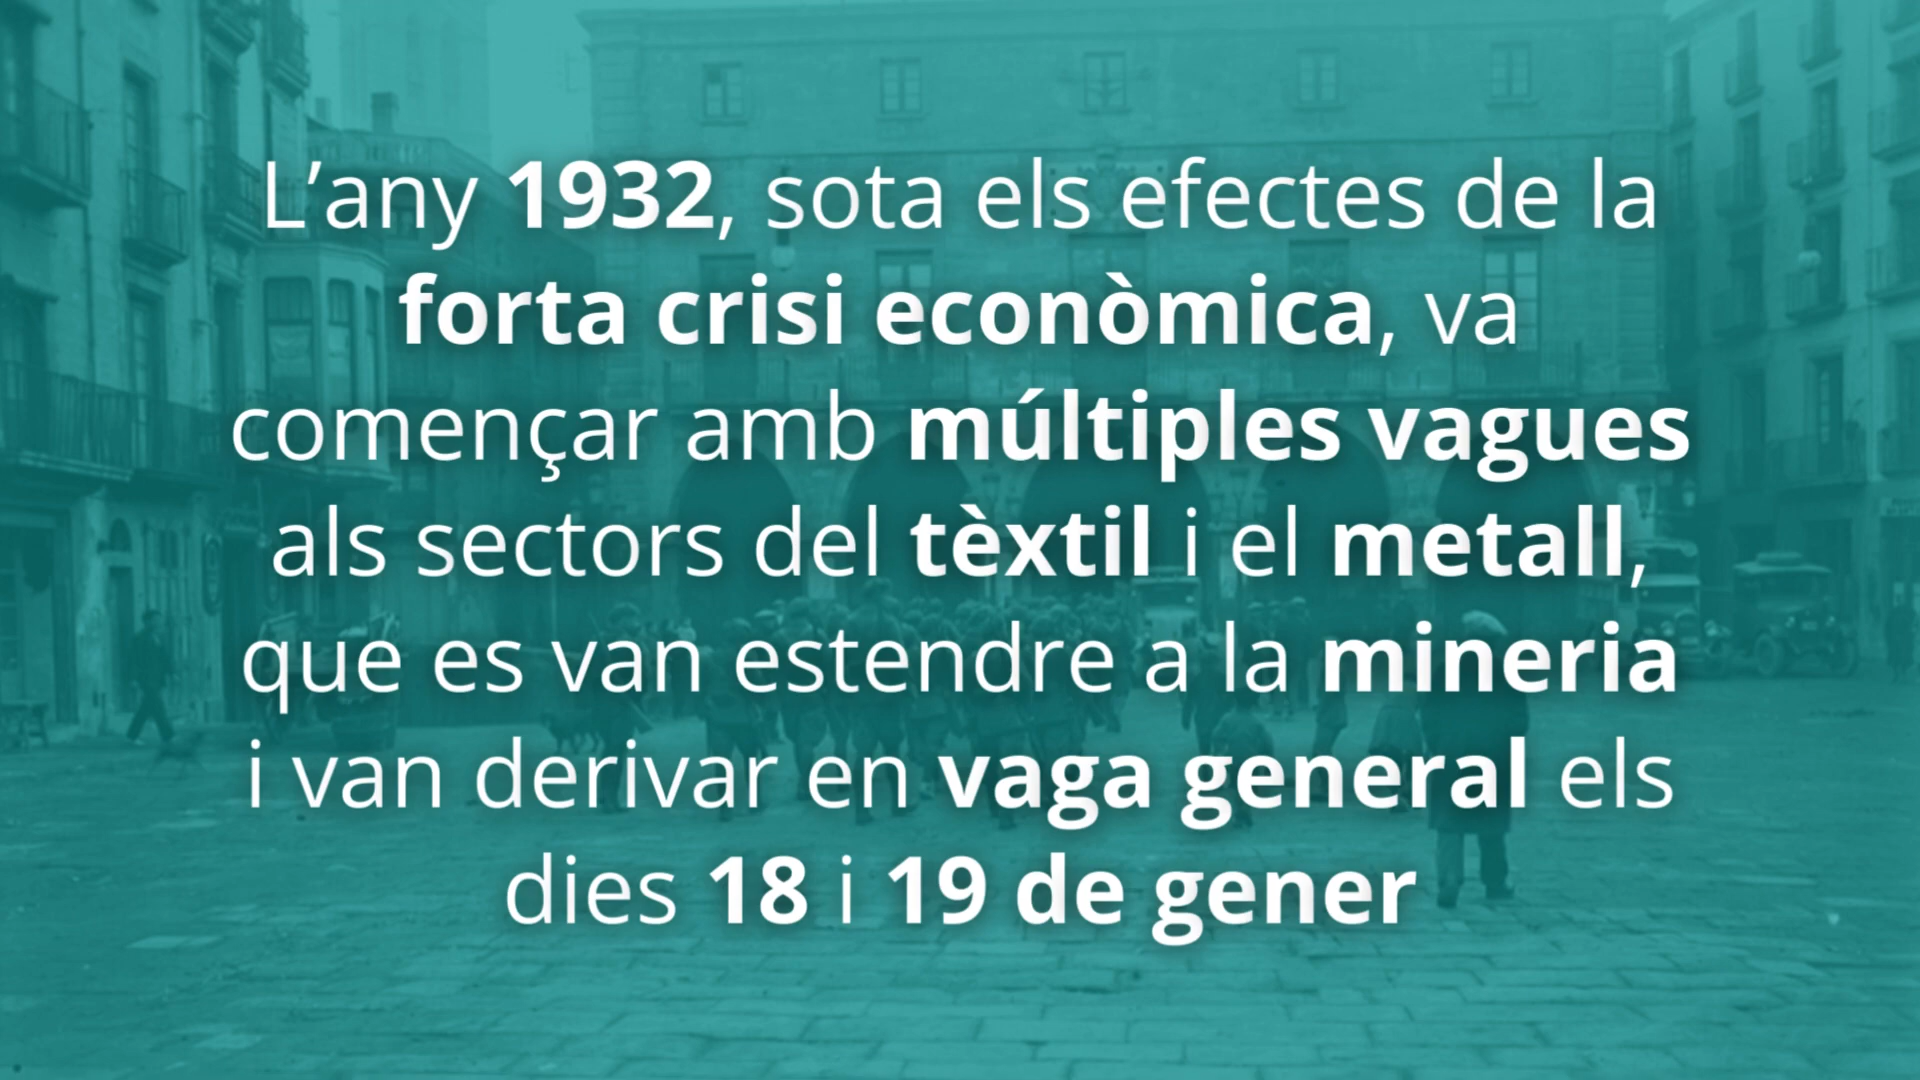 L’any 1932, sota els efectes de la
forta crisi econòmica, va
començar amb múltiples vagues
als sectors del tèxtil i el metall,
que es van estendre a la mineria
i van derivar en vaga general els
dies 18 i 19 de gener